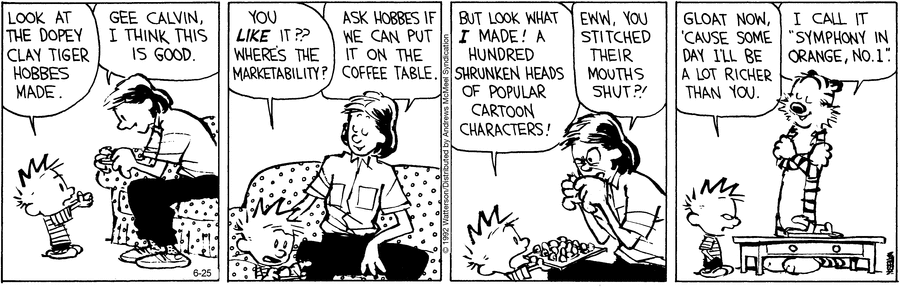 LOOK AT
THE DOPEY
CLAY TIGER
HOBBES
MADE.
GEE CALVIN,
I THINK THIS
IS GOOD.
6-25
YOU
LIKE IT??
WHERE'S THE
MARKETABILITY?
ASK HOBBES IF
WE CAN PUT
IT ON THE
COFFEE TABLE.
© 1992 Watterson/Distributed by Andrews McMeel Syndication
BUT LOOK WHAT
I MADE! A
HUNDRED
SHRUNKEN HEADS
OF POPULAR
CARTOON
CHARACTERS!
EWW, YOU
STITCHED
THEIR
MOUTHS
SHUT?!
GLOAT NOW,
'CAUSE SOME
DAY I'LL BE
A LOT RICHER
THAN YOU.
I CALL IT
"SYMPHONY IN
ORANGE, NO. 1".